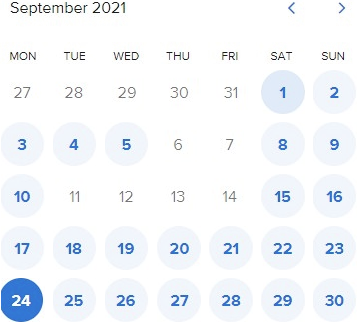 September 2021
MON TUE WED THU FRI SAT SUN
27 28 29 30 31 1 2
3 4 5 6 7 8 9
10 11 12 13 14 15 16
17 18 19 20 21 22 23
24 25 26 27 28 29 30